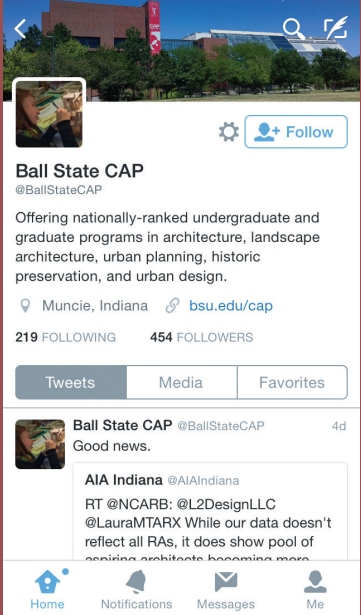 Follow
Ball State CAP
@BallStateCAP
Offering nationally-ranked undergraduate and
graduate programs in architecture, landscape
architecture, urban planning, historic
preservation, and urban design.
Muncie, Indiana bsu.edu/cap
219 FOLLOWING 454 FOLLOWERS
Tweets Media Favorites
Ball State CAP @BallStateCAP 4d
Good news.
AIA Indiana @AIAIndiana
RT @NCARB: @L2DesignLLC
@LauraMTARX While our data doesn't
reflect all RAs, it does show pool of
aspiring architects becoming more
Home Notifications Messages Me